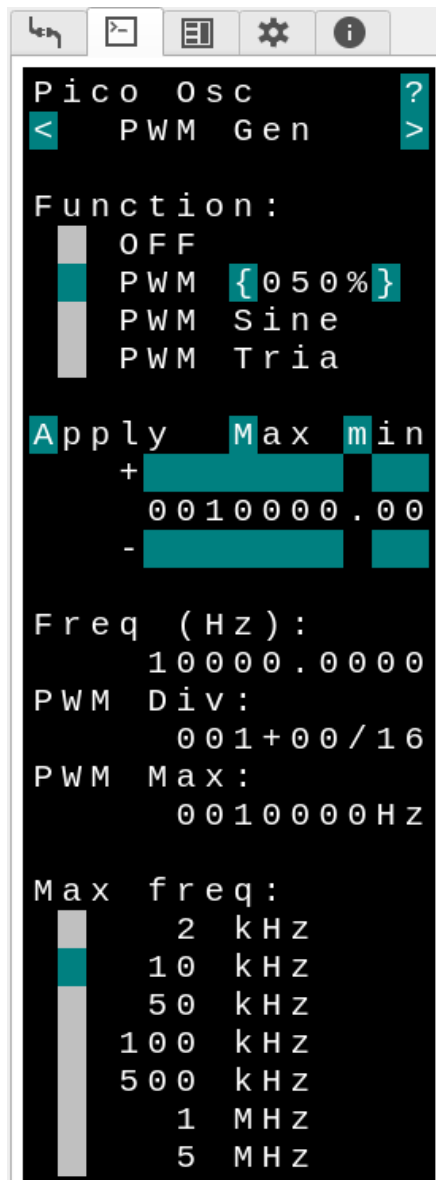 Pico Osc ?
< PWM Gen >
Function:
OFF
PWM {050%}
PWM Sine
PWM Tria
Apply Max min
+
0010000.00
-
Freq (Hz):
10000.0000
PWM Div:
001+00/16
PWM Max:
0010000Hz
Max freq:
2 kHz
10 kHz
50 kHz
100 kHz
500 kHz
1 MHz
5 MHz